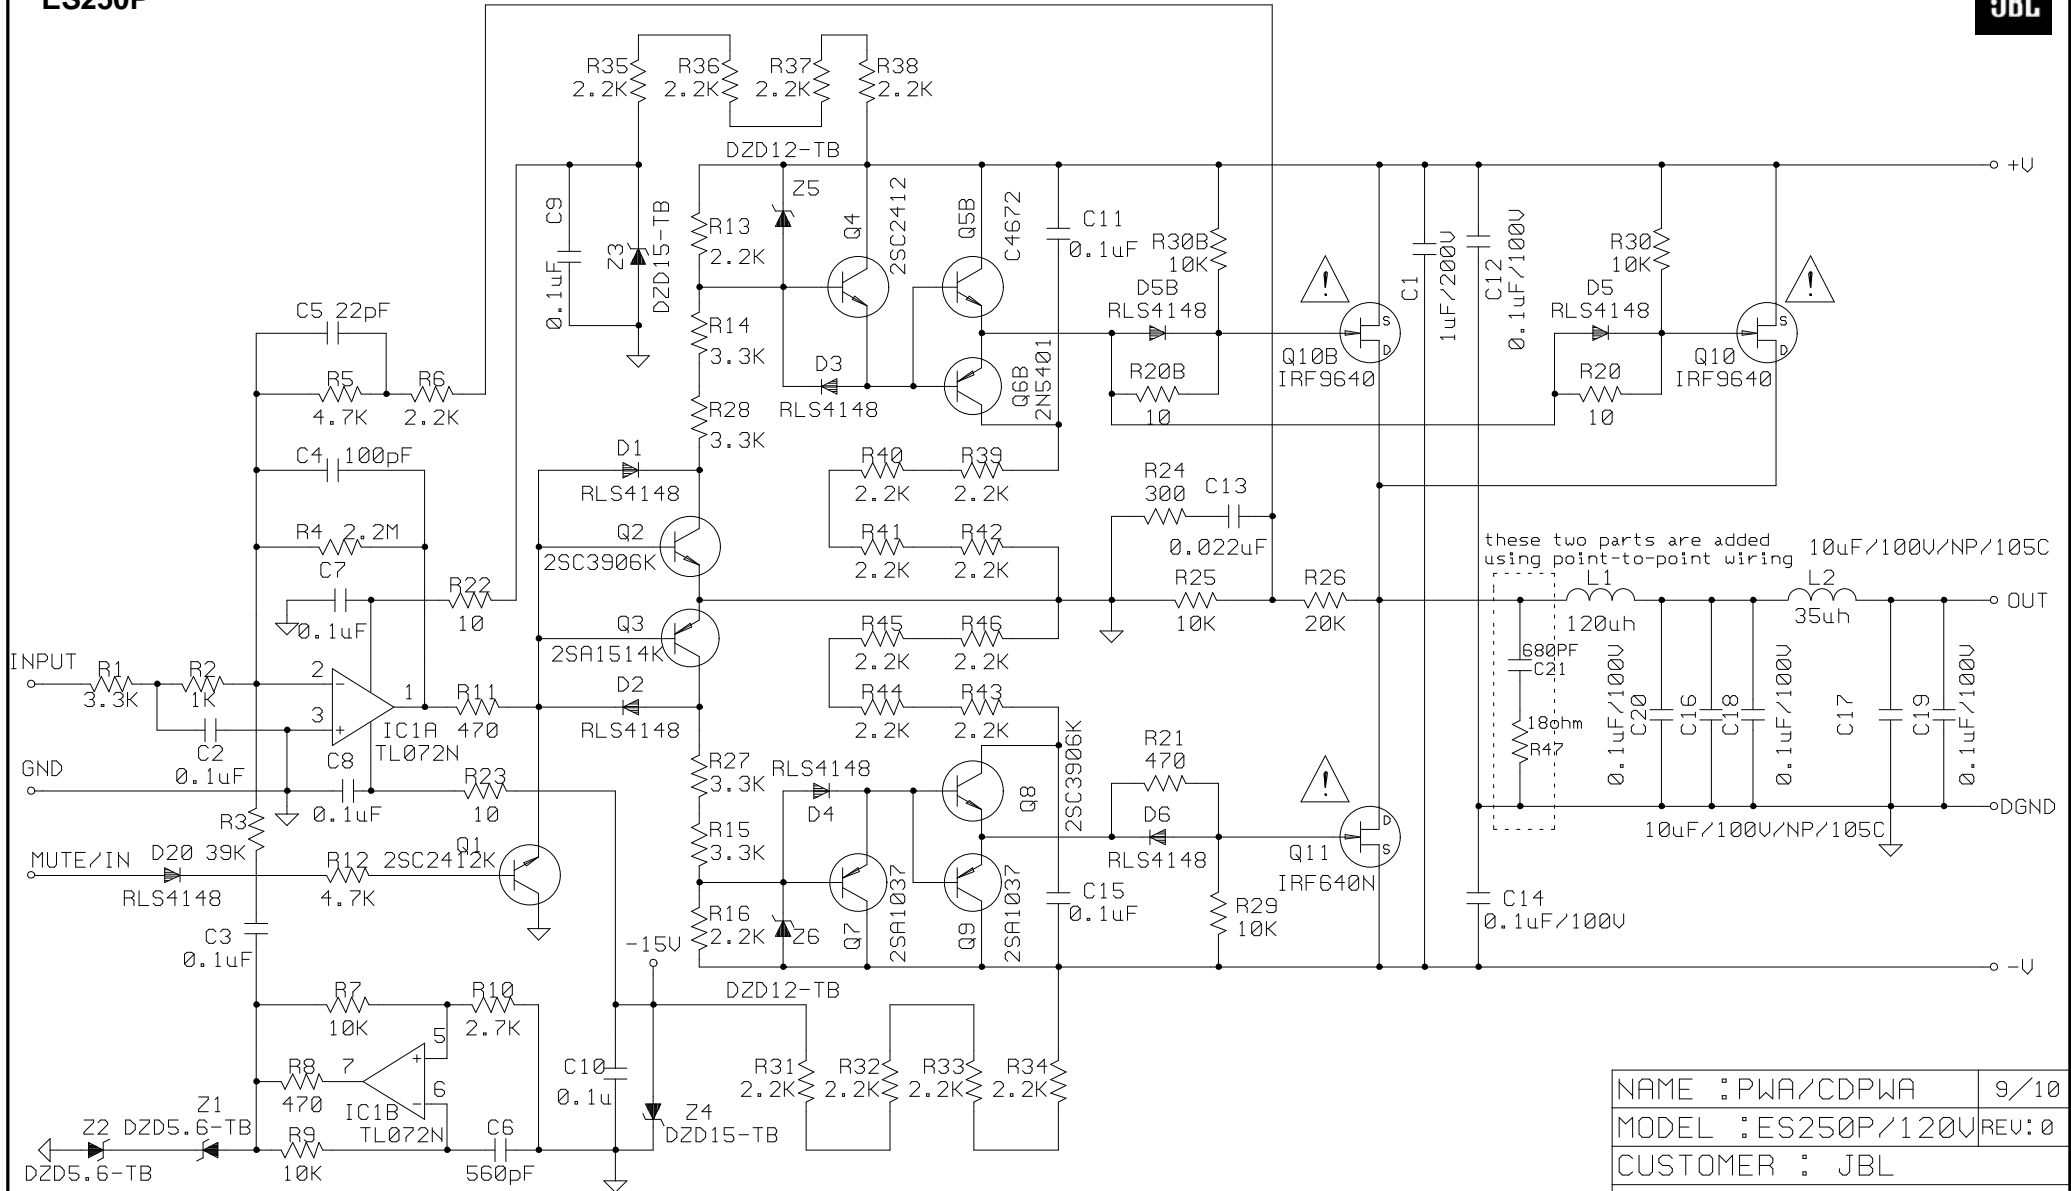 ES250P
JBL
R35
2.2K
R36
2.2K
R37
2.2K
R38
2.2K
DZD12-TB
+V
Z5
Q4
2SC2412
Q5B
C4672
C9
0.1uF
Z3
DZD15-TB
R13
2.2K
C11
0.1uF
R30B
10K
C1
1uF/200V
C12
0.1uF/100V
R30
10K
D5B
RLS4148
D5
RLS4148
C5 22pF
R14
3.3K
D3
RLS4148
Q6B
2N5401
S
D
Q10B
IRF9640
S
D
Q10
IRF9640
R5
4.7K
R6
2.2K
R20B
10
R20
10
R28
3.3K
C4 100pF
D1
RLS4148
R40
2.2K
R39
2.2K
R24
300
C13
0.022uF
R4 2.2M
Q2
2SC3906K
R41
2.2K
R42
2.2K
these two parts are added
using point-to-point wiring
10uF/100V/NP/105C
C7
0.1uF
R22
10
R25
10K
R26
20K
L1
120uh
L2
35uh
OUT
Q3
2SA1514K
R45
2.2K
R46
2.2K
680PF
C21
INPUT
R1
3.3K
R2
1K
2
3
1
-
+
IC1A
TL072N
R11
470
D2
RLS4148
R44
2.2K
R43
2.2K
18ohm
R47
0.1uF/100V
C20
C16
C18
0.1uF/100V
C17
C19
0.1uF/100V
C2
0.1uF
GND
C8
0.1uF
R23
10
R27
3.3K
RLS4148
D4
Q8
2SC3906K
R21
470
D6
RLS4148
D
S
Q11
IRF640N
DGND
10uF/100V/NP/105C
R3
39K
MUTE/IN
D20
RLS4148
R12
4.7K
Q1
2SC2412K
R15
3.3K
R16
2.2K
Z6
Q7
2SA1037
Q9
2SA1037
C15
0.1uF
R29
10K
C14
0.1uF/100V
C3
0.1uF
-15V
-V
DZD12-TB
R7
10K
R10
2.7K
5
6
7
+
-
R8
470
IC1B
TL072N
C10
0.1u
R31
2.2K
R32
2.2K
R33
2.2K
R34
2.2K
Z2
DZD5.6-TB
Z1
DZD5.6-TB
R9
10K
C6
560pF
Z4
DZD15-TB
NAME :PWA/CDPWA 9/10
MODEL :ES250P/120V REV:0
CUSTOMER : JBL